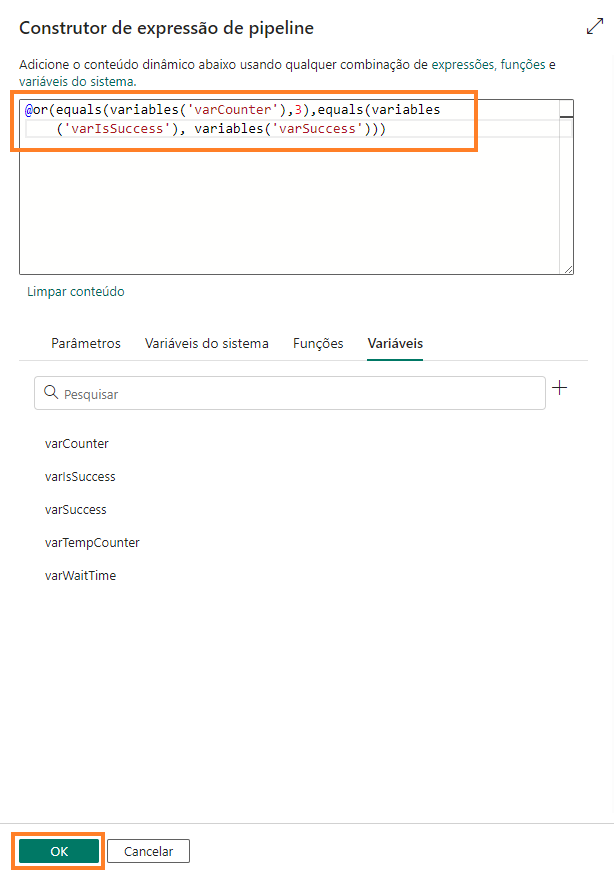 Construtor de expressão de pipeline
Adicione o conteúdo dinâmico abaixo usando qualquer combinação de expressões, funções e
variáveis do sistema.
@or(equals(variables('varCounter'),3),equals(variables
('varIsSuccess'), variables('varSuccess')))
Limpar conteúdo
Parâmetros Variáveis do sistema Funções Variáveis
Pesquisar
varCounter
varIsSuccess
varSuccess
varTempCounter
varWaitTime
OK Cancelar